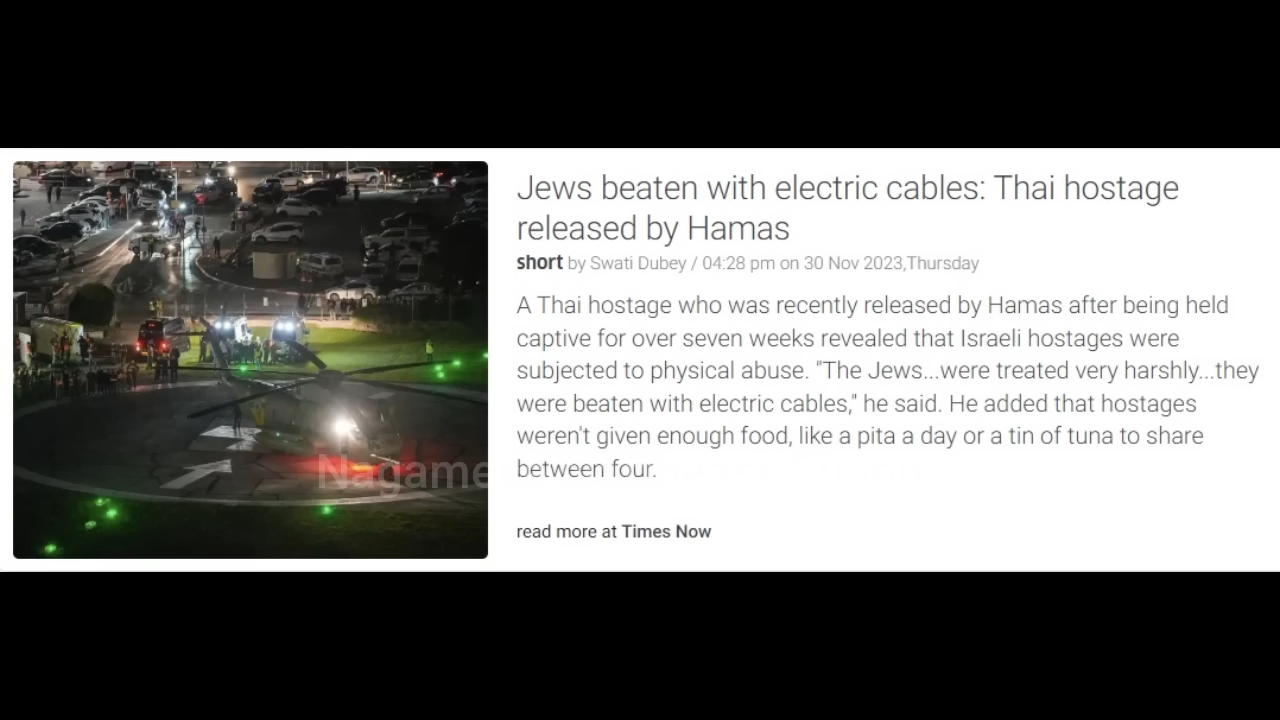 Jews beaten with electric cables: Thai hostage
released by Hamas
short by Swati Dubey / 04:28 pm on 30 Nov 2023,Thursday
A Thai hostage who was recently released by Hamas after being held
captive for over seven weeks revealed that Israeli hostages were
subjected to physical abuse. "The Jews...were treated very harshly...they
were beaten with electric cables," he said. He added that hostages
weren't given enough food, like a pita a day or a tin of tuna to share
between four.
Nagame
read more at Times Now